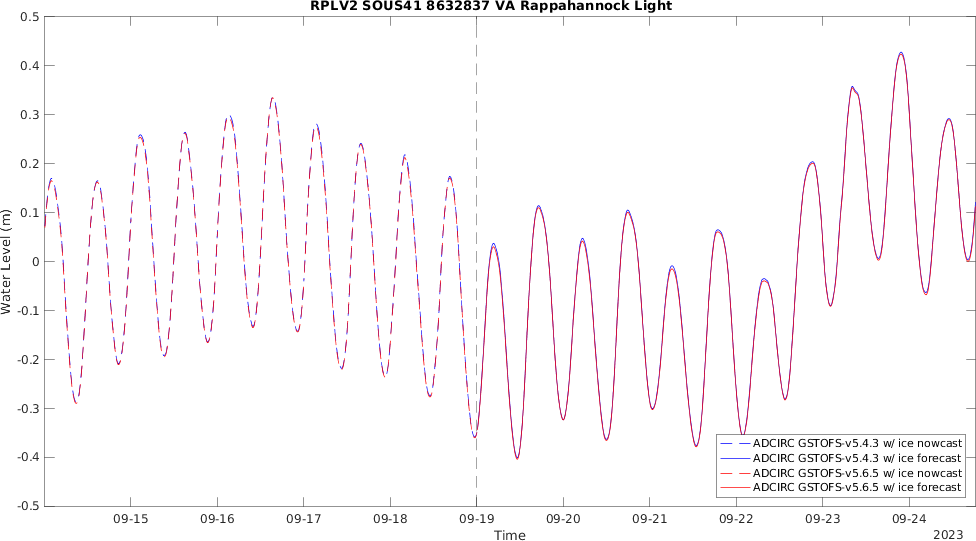 RPLV2 SOUS41 8632837 VA Rappahannock Light
0.5
0.4
0.3
0.2
0.1
0
-0.1
-0.2
-0.3
-0.4
-0.5
Water Level (m)
ADCIRC GSTOFS-v5.4.3 w/ ice nowcast
ADCIRC GSTOFS-v5.4.3 w/ ice forecast
ADCIRC GSTOFS-v5.6.5 w/ ice nowcast
ADCIRC GSTOFS-v5.6.5 w/ ice forecast
09-15 09-16 09-17 09-18 09-19 09-20 09-21 09-22 09-23 09-24
Time
2023